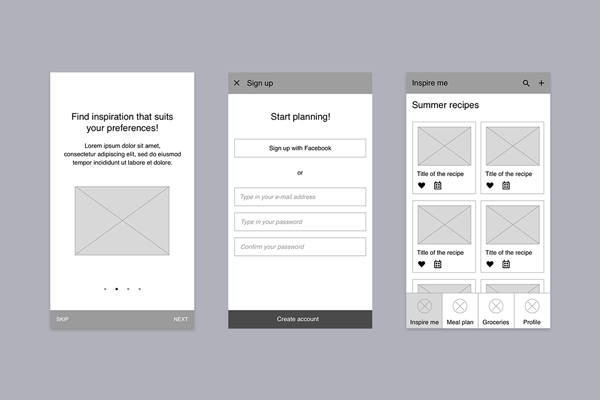 Find inspiration that suits
your preferences!
Lorem ipsum dolor sit amet,
consectetur adipiscing elit, sed do eiusmod
tempor incididunt ut labore et dolore.
SKIP
NEXT
Sign up
Start planning!
Sign up with Facebook
or
Type in your e-mail address
Type in your password
Confirm your password
Create account
Inspire me
Summer recipes
Title of the recipe
Title of the recipe
Title of the recipe
Title of the recipe
Inspire me
Meal plan
Groceries
Profile